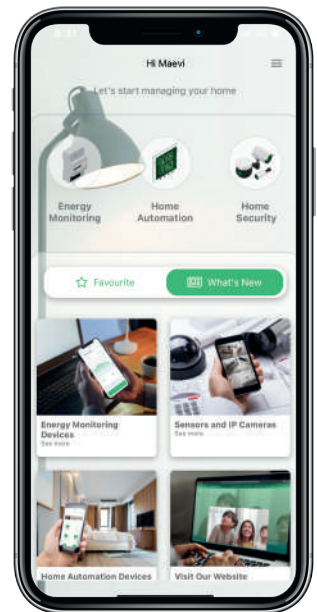 Hi Maevi
Let's start managing your home
Energy
Monitoring
Home
Automation
Home
Security
Favourite
What's New
Energy Monitoring
Devices
See more
Sensors and IP Cameras
See more
Home Automation Devices
Visit Our Website